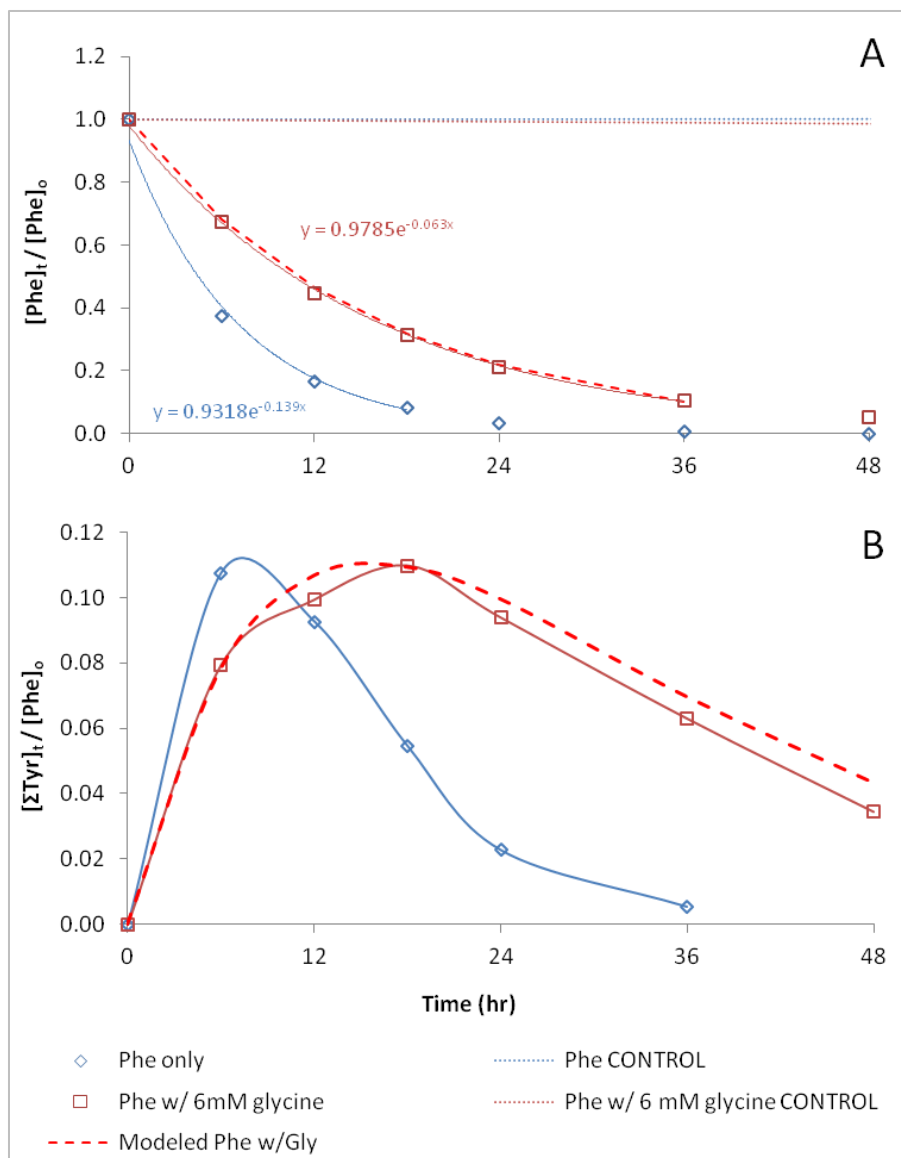 A
1.2
1.0
0.8
0.6
0.4
0.2
0.0
[Phe]t / [Phe]o
y = 0.9785e^-0.063x
y = 0.9318e^-0.139x
0 12 24 36 48
B
0.12
0.10
0.08
0.06
0.04
0.02
0.00
[ΣTyr]t / [Phe]o
0 12 24 36 48
Time (hr)
Phe only
Phe CONTROL
Phe w/ 6mM glycine
Phe w/ 6 mM glycine CONTROL
Modeled Phe w/Gly